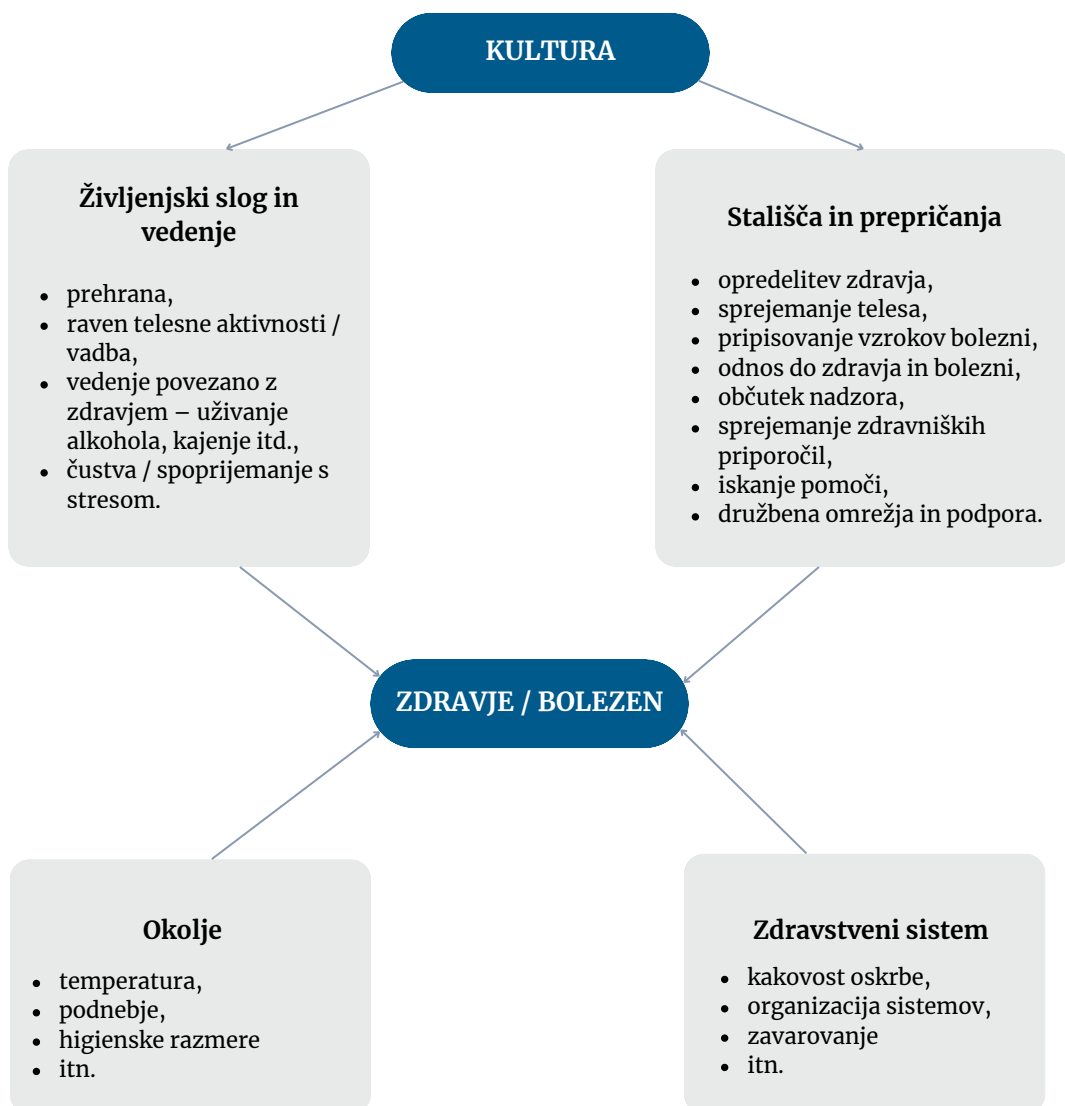 KULTURA
Življenjski slog in
vedenje
• prehrana,
• raven telesne aktivnosti /
vadba,
• vedenje povezano z
zdravjem – uživanje
alkohola, kajenje itd.,
• čustva / spoprijemanje s
stresom.
Stališča in prepričanja
• opredelitev zdravja,
• sprejemanje telesa,
• pripisovanje vzrokov bolezni,
• odnos do zdravja in bolezni,
• občutek nadzora,
• sprejemanje zdravniških
priporočil,
• iskanje pomoči,
• družbena omrežja in podpora.
ZDRAVJE / BOLEZEN
Okolje
• temperatura,
• podnebje,
• higienske razmere
• itn.
Zdravstveni sistem
• kakovost oskrbe,
• organizacija sistemov,
• zavarovanje
• itn.